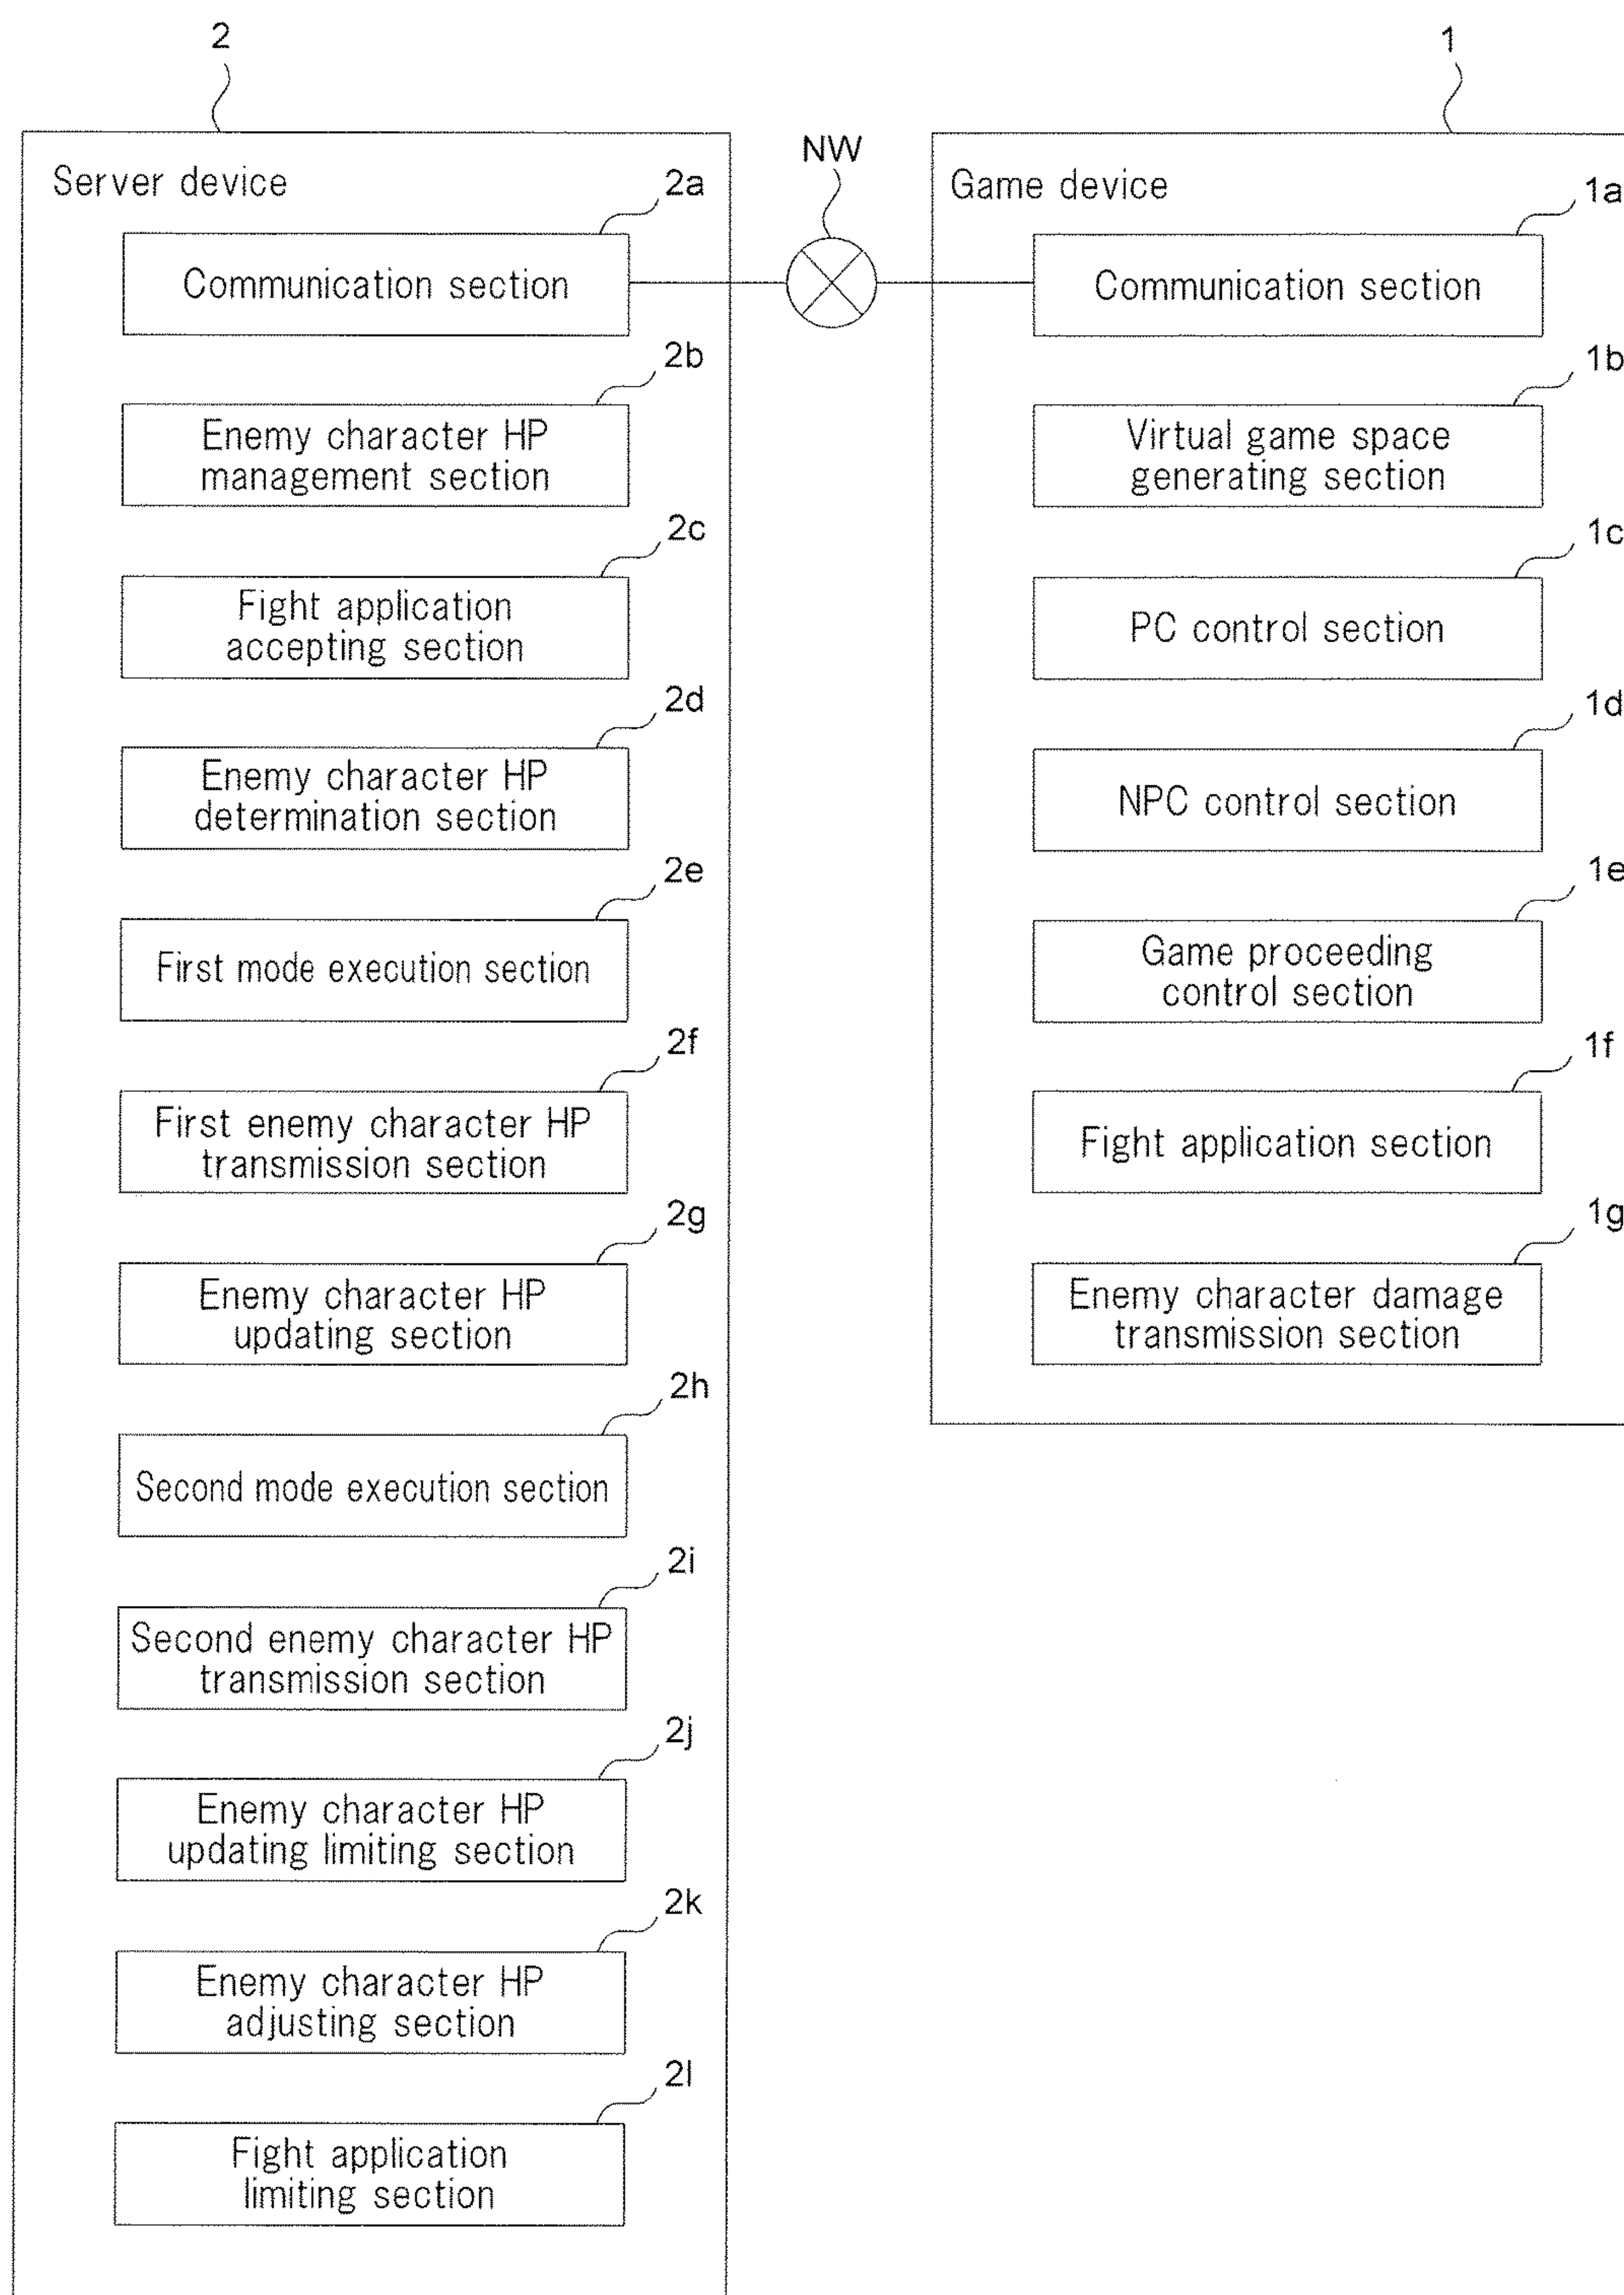 2
1
NW
Server device
2a
Communication section
2b
Enemy character HP
management section
2c
Fight application
accepting section
2d
Enemy character HP
determination section
2e
First mode execution section
2f
First enemy character HP
transmission section
2g
Enemy character HP
updating section
2h
Second mode execution section
2i
Second enemy character HP
transmission section
2j
Enemy character HP
updating limiting section
2k
Enemy character HP
adjusting section
2l
Fight application
limiting section
Game device
1a
Communication section
1b
Virtual game space
generating section
1c
PC control section
1d
NPC control section
1e
Game proceeding
control section
1f
Fight application section
1g
Enemy character damage
transmission section